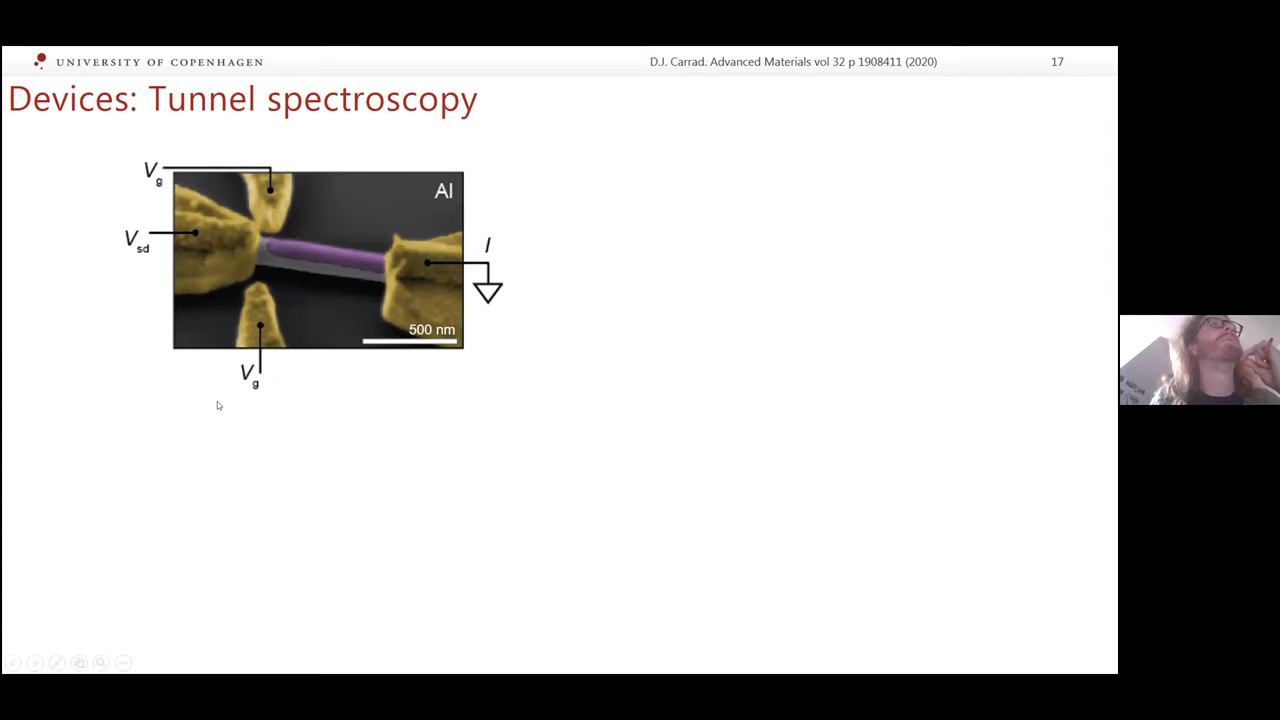 UNIVERSITY OF COPENHAGEN
D.J. Carrad. Advanced Materials vol 32 p 1908411 (2020)
17
Devices: Tunnel spectroscopy
Vg
Al
Vsd
I
500 nm
Vg